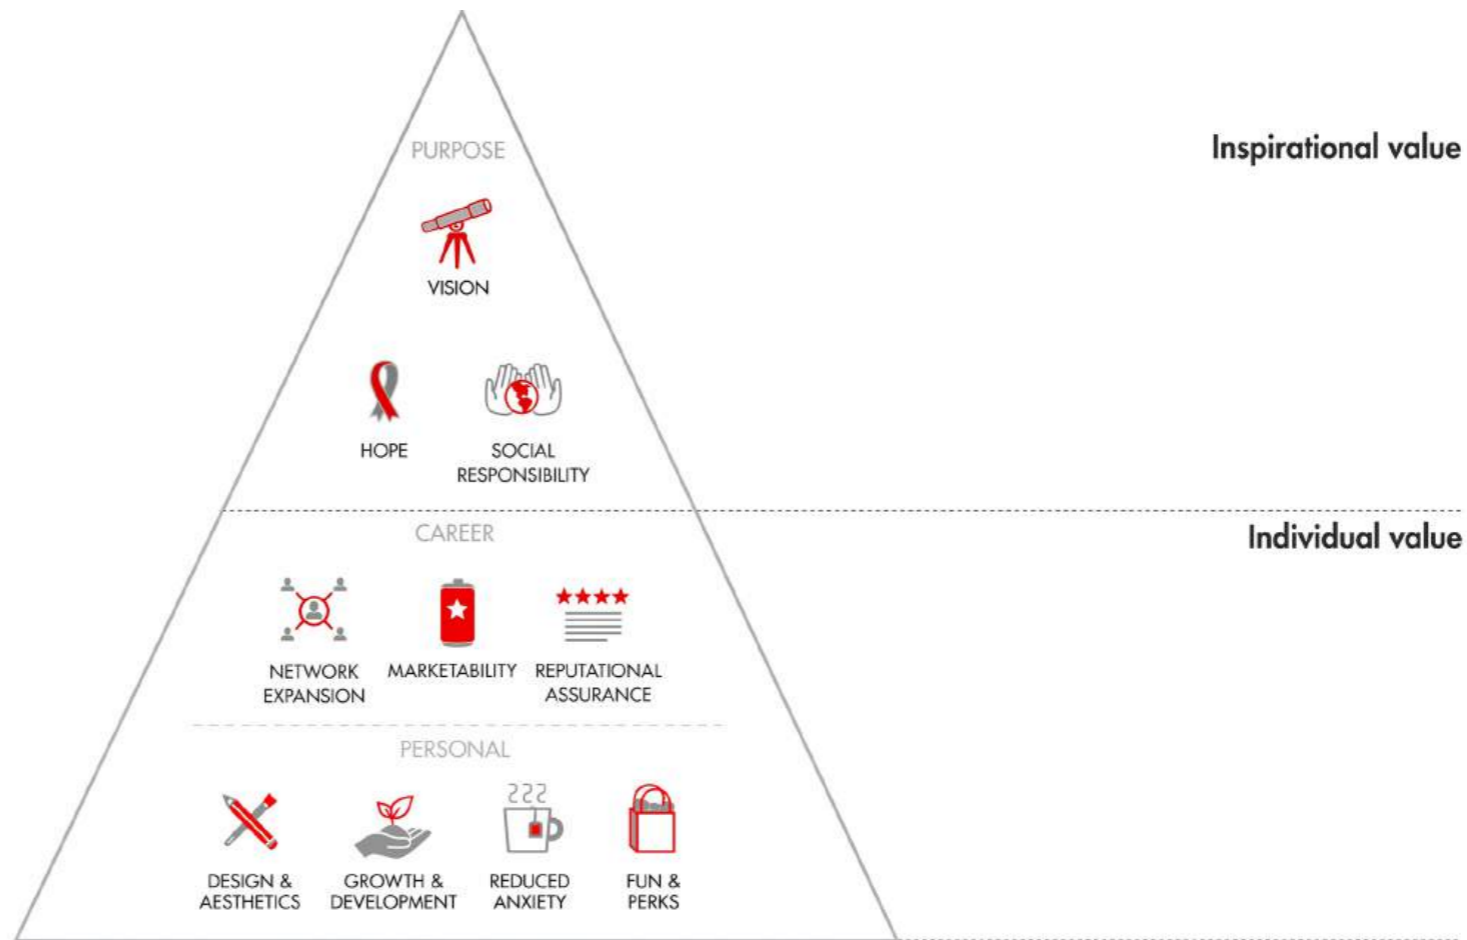 PURPOSE
Inspirational value
VISION
HOPE
SOCIAL
RESPONSIBILITY
CAREER
Individual value
NETWORK
EXPANSION
MARKETABILITY
REPUTATIONAL
ASSURANCE
PERSONAL
DESIGN &
AESTHETICS
GROWTH &
DEVELOPMENT
REDUCED
ANXIETY
FUN &
PERKS